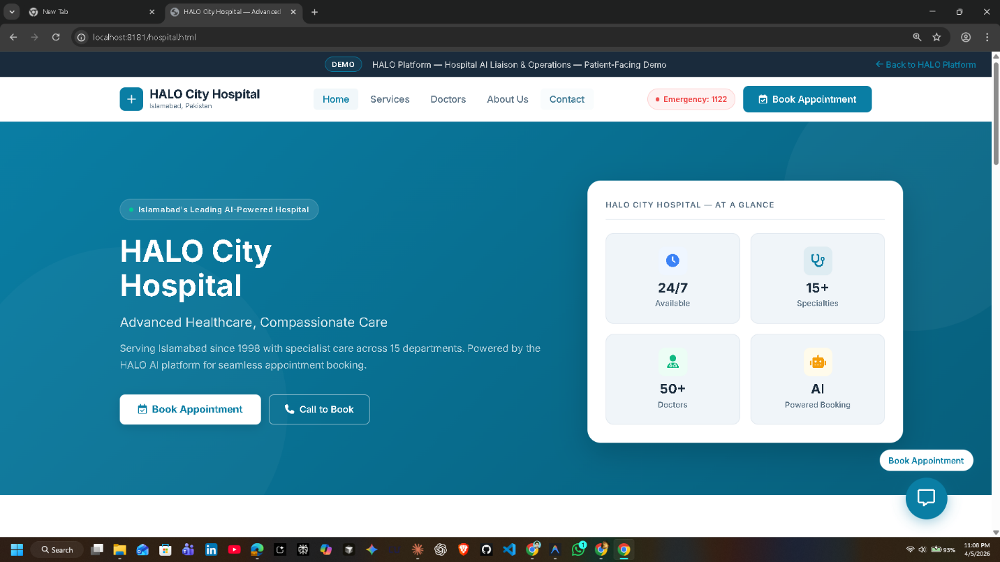 New Tab
HALO City Hospital — Advanced
localhost:8181/hospital.html
DEMO
HALO Platform — Hospital AI Liaison & Operations — Patient-Facing Demo
← Back to HALO Platform
HALO City Hospital
Islamabad, Pakistan
Home
Services
Doctors
About Us
Contact
Emergency: 1122
Book Appointment
Islamabad's Leading AI-Powered Hospital
HALO City
Hospital
Advanced Healthcare, Compassionate Care
Serving Islamabad since 1998 with specialist care across 15 departments. Powered by the
HALO AI platform for seamless appointment booking.
Book Appointment
Call to Book
HALO CITY HOSPITAL — AT A GLANCE
24/7
Available
15+
Specialties
50+
Doctors
AI
Powered Booking
Book Appointment
Search
1
93%
11:08 PM
4/5/2026